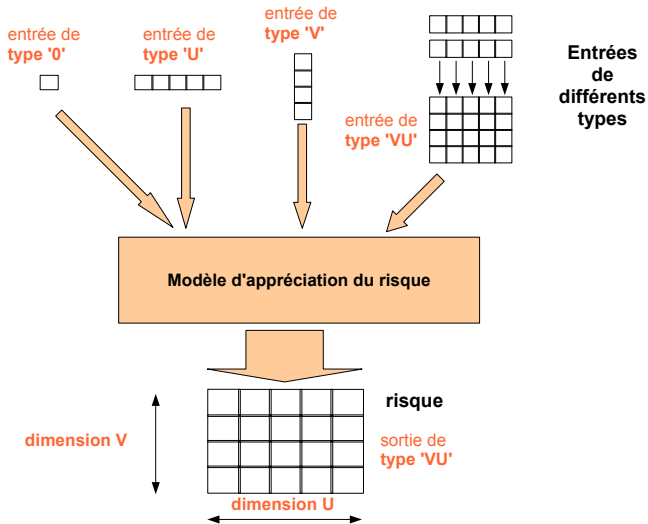 entrée de
type '0'
entrée de
type 'U'
entrée de
type 'V'
entrée de
type 'VU'
Entrées
de
différents
types
Modèle d'appréciation du risque
risque
dimension V
sortie de
type 'VU'
dimension U